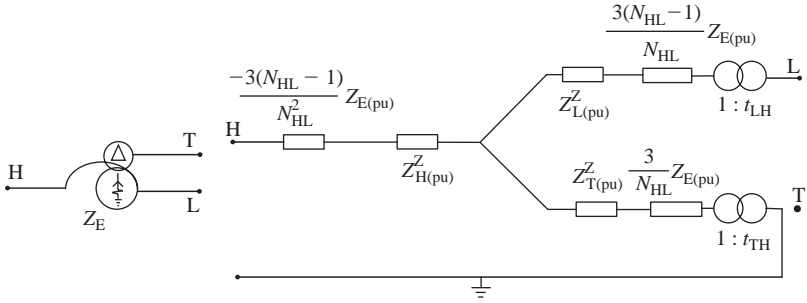 H
T
L
Z_E
H
−3(N_HL − 1) / N_HL^2 Z_E(pu)
Z^Z_H(pu)
Z^Z_L(pu)
3(N_HL−1) / N_HL Z_E(pu)
1 : t_LH
L
Z^Z_T(pu)
3 / N_HL Z_E(pu)
1 : t_TH
T